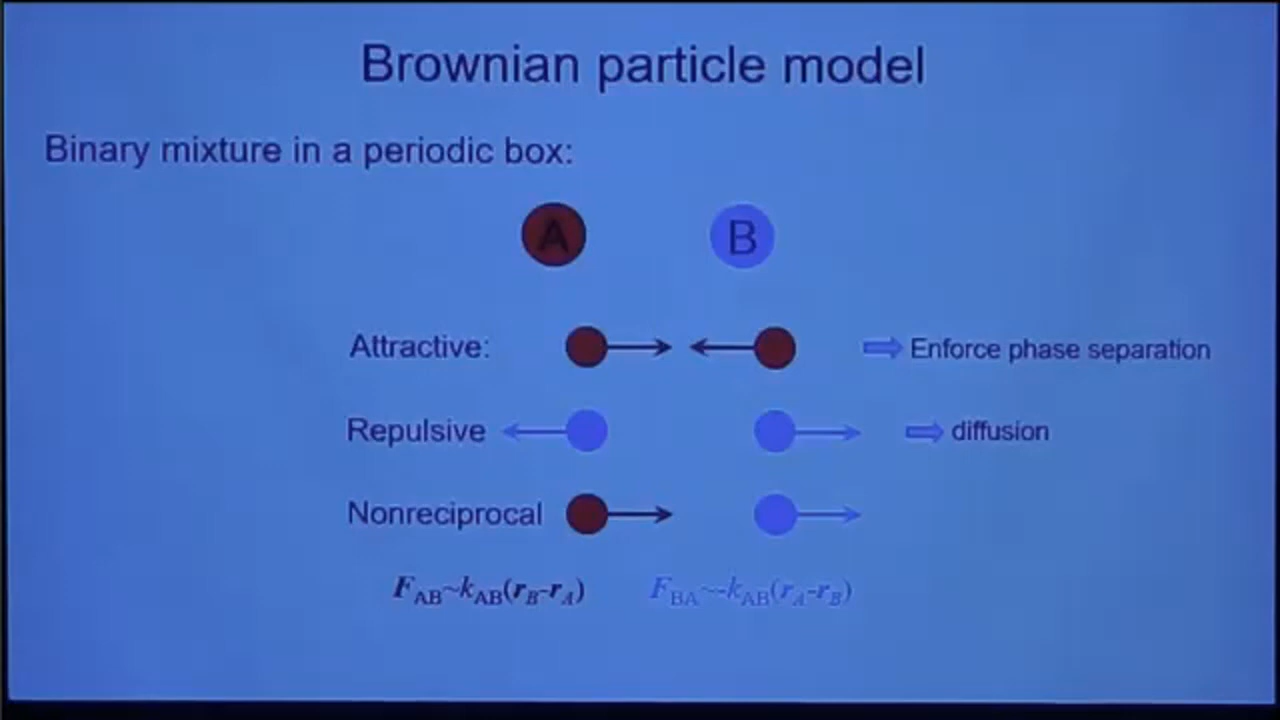 Brownian particle model
Binary mixture in a periodic box:
A B
Attractive: Enforce phase separation
Repulsive diffusion
Nonreciprocal
F_AB~k_AB(r_B-r_A) F_BA~-k_AB(r_A-r_B)